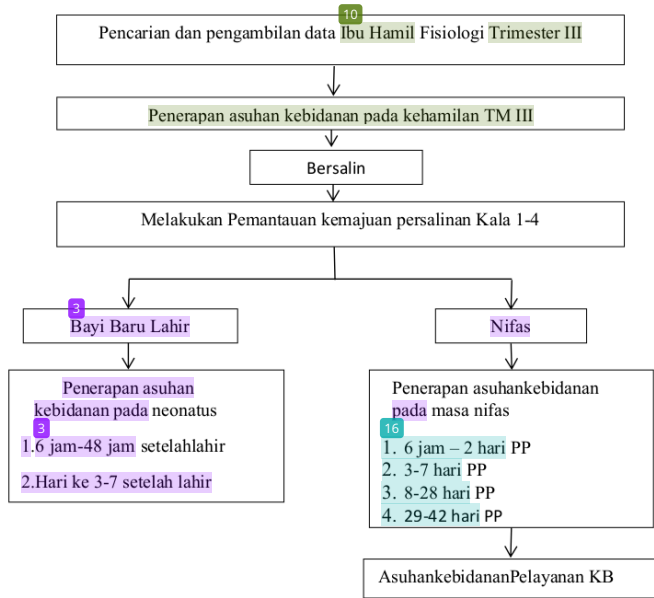 10
Pencarian dan pengambilan data Ibu Hamil Fisiologi Trimester III
Penerapan asuhan kebidanan pada kehamilan TM III
Bersalin
Melakukan Pemantauan kemajuan persalinan Kala 1-4
3
Bayi Baru Lahir
Penerapan asuhan
kebidanan pada neonatus
3
1.6 jam-48 jam setelahlahir
2.Hari ke 3-7 setelah lahir
Nifas
Penerapan asuhankebidanan
pada masa nifas
16
1. 6 jam – 2 hari PP
2. 3-7 hari PP
3. 8-28 hari PP
4. 29-42 hari PP
AsuhankebidananPelayanan KB